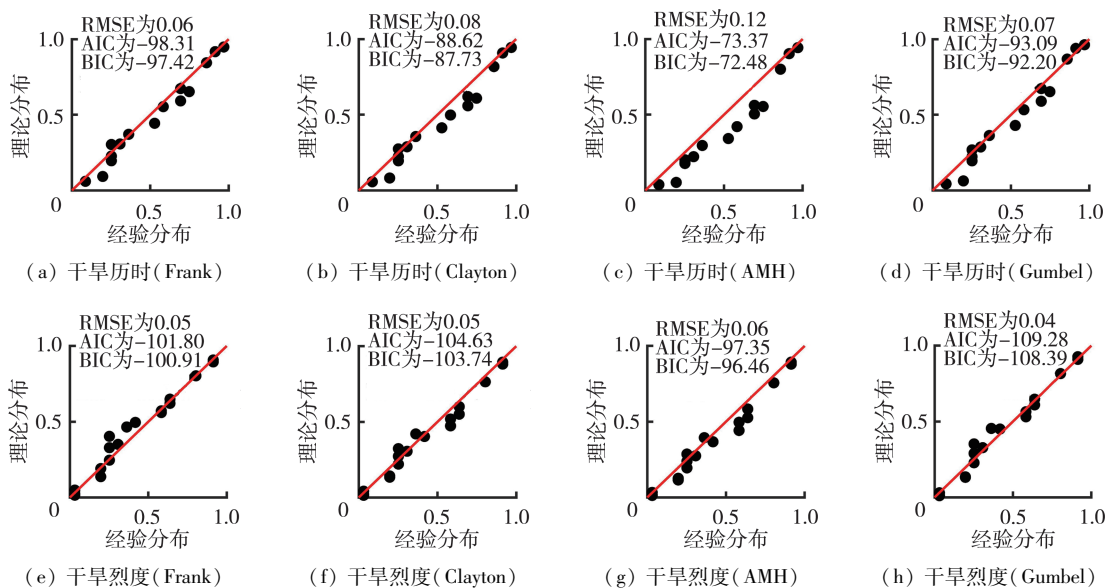 RMSE为0.06
AIC为-98.31
BIC为-97.42
1.0
0.5
0
0.5
1.0
理论分布
经验分布
(a) 干旱历时(Frank)
RMSE为0.08
AIC为-88.62
BIC为-87.73
1.0
0.5
0
0.5
1.0
理论分布
经验分布
(b) 干旱历时(Clayton)
RMSE为0.12
AIC为-73.37
BIC为-72.48
1.0
0.5
0
0.5
1.0
理论分布
经验分布
(c) 干旱历时(AMH)
RMSE为0.07
AIC为-93.09
BIC为-92.20
1.0
0.5
0
0.5
1.0
理论分布
经验分布
(d) 干旱历时(Gumbel)
RMSE为0.05
AIC为-101.80
BIC为-100.91
1.0
0.5
0
0.5
1.0
理论分布
经验分布
(e) 干旱烈度(Frank)
RMSE为0.05
AIC为-104.63
BIC为-103.74
1.0
0.5
0
0.5
1.0
理论分布
经验分布
(f) 干旱烈度(Clayton)
RMSE为0.06
AIC为-97.35
BIC为-96.46
1.0
0.5
0
0.5
1.0
理论分布
经验分布
(g) 干旱烈度(AMH)
RMSE为0.04
AIC为-109.28
BIC为-108.39
1.0
0.5
0
0.5
1.0
理论分布
经验分布
(h) 干旱烈度(Gumbel)